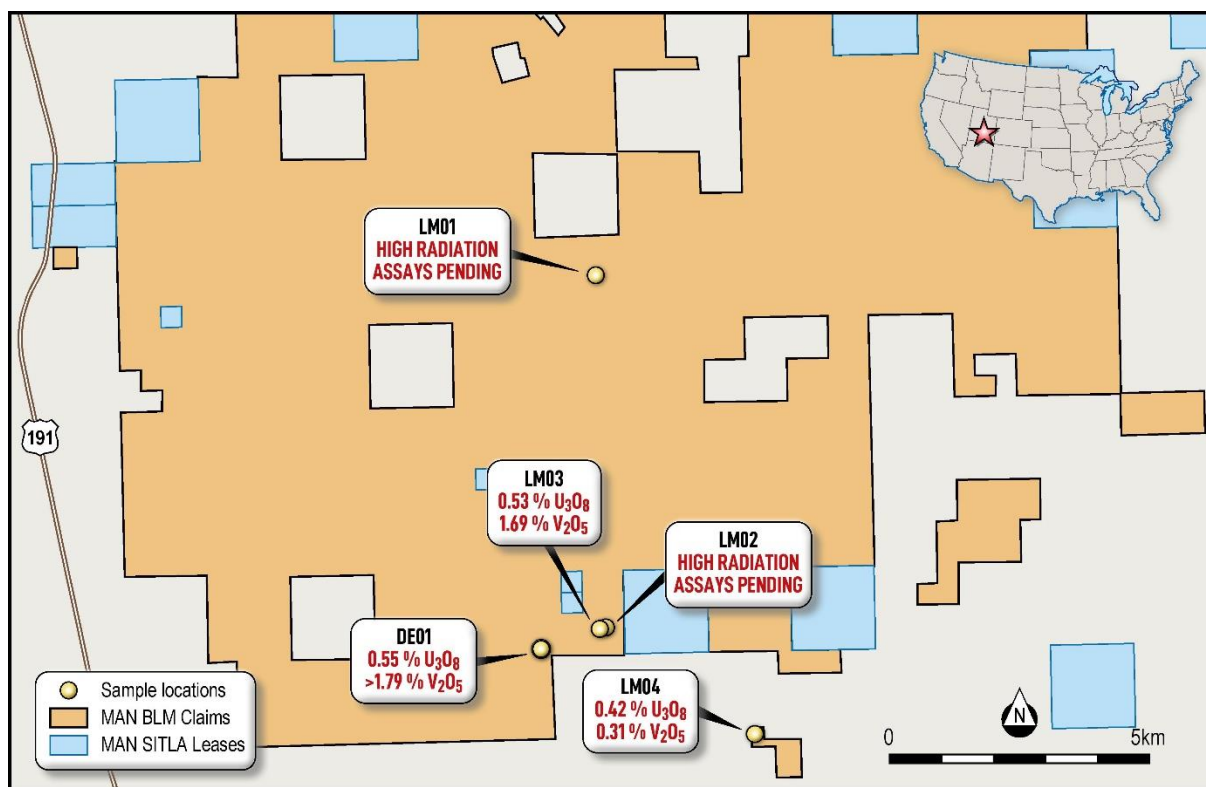 LM01
HIGH RADIATION
ASSAYS PENDING
191
LM03
0.53 % U₃O₈
1.69 % V₂O₅
LM02
HIGH RADIATION
ASSAYS PENDING
DE01
0.55 % U₃O₈
>1.79 % V₂O₅
LM04
0.42 % U₃O₈
0.31 % V₂O₅
Sample locations
MAN BLM Claims
MAN SITLA Leases
N
0 5km